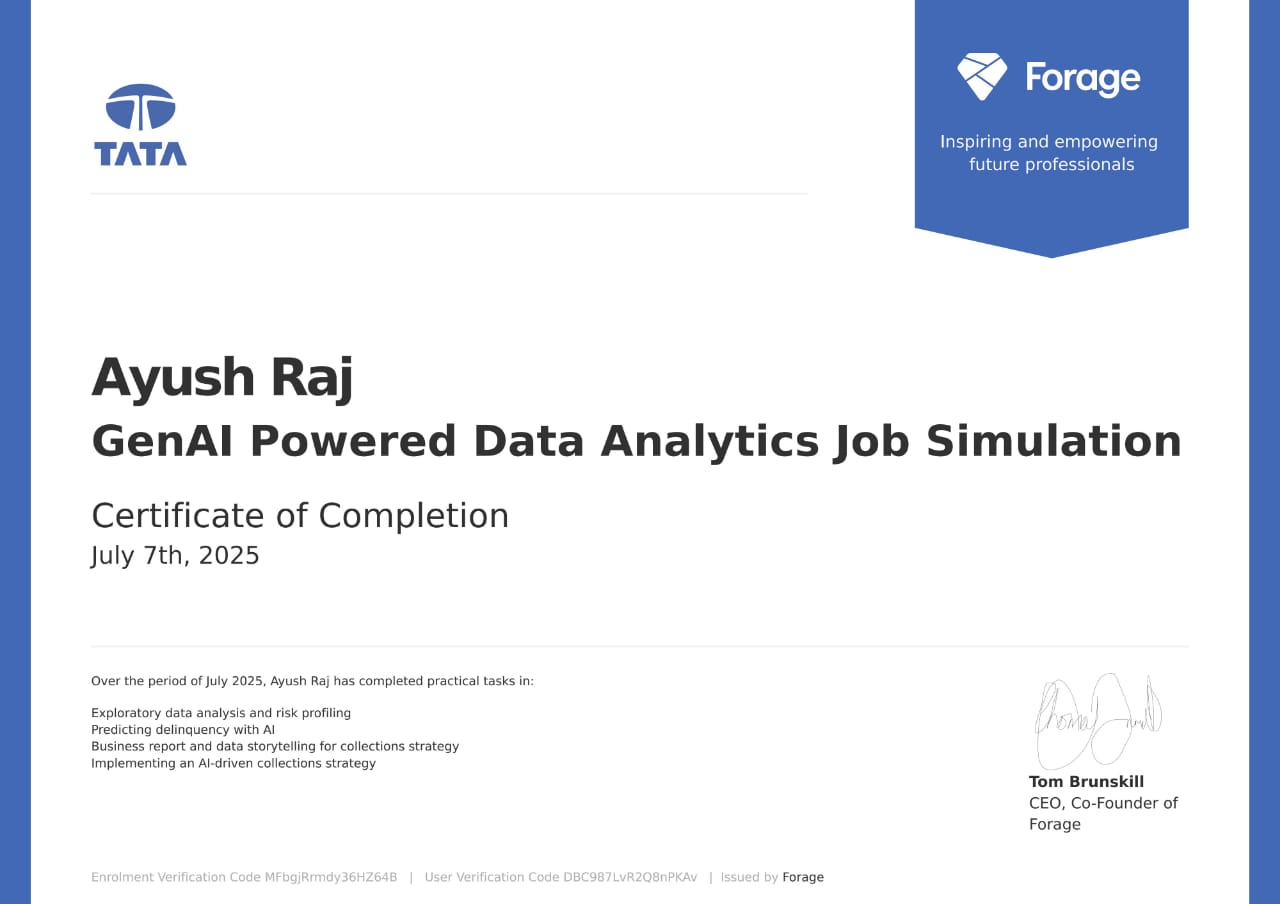 TATA
Forage
Inspiring and empowering
future professionals
Ayush Raj
GenAI Powered Data Analytics Job Simulation
Certificate of Completion
July 7th, 2025
Over the period of July 2025, Ayush Raj has completed practical tasks in:
Exploratory data analysis and risk profiling
Predicting delinquency with AI
Business report and data storytelling for collections strategy
Implementing an AI-driven collections strategy
Tom Brunskill
CEO, Co-Founder of
Forage
Enrolment Verification Code MFbgjRrmdy36HZ64B | User Verification Code DBC987LvR2Q8nPKAv | Issued by Forage